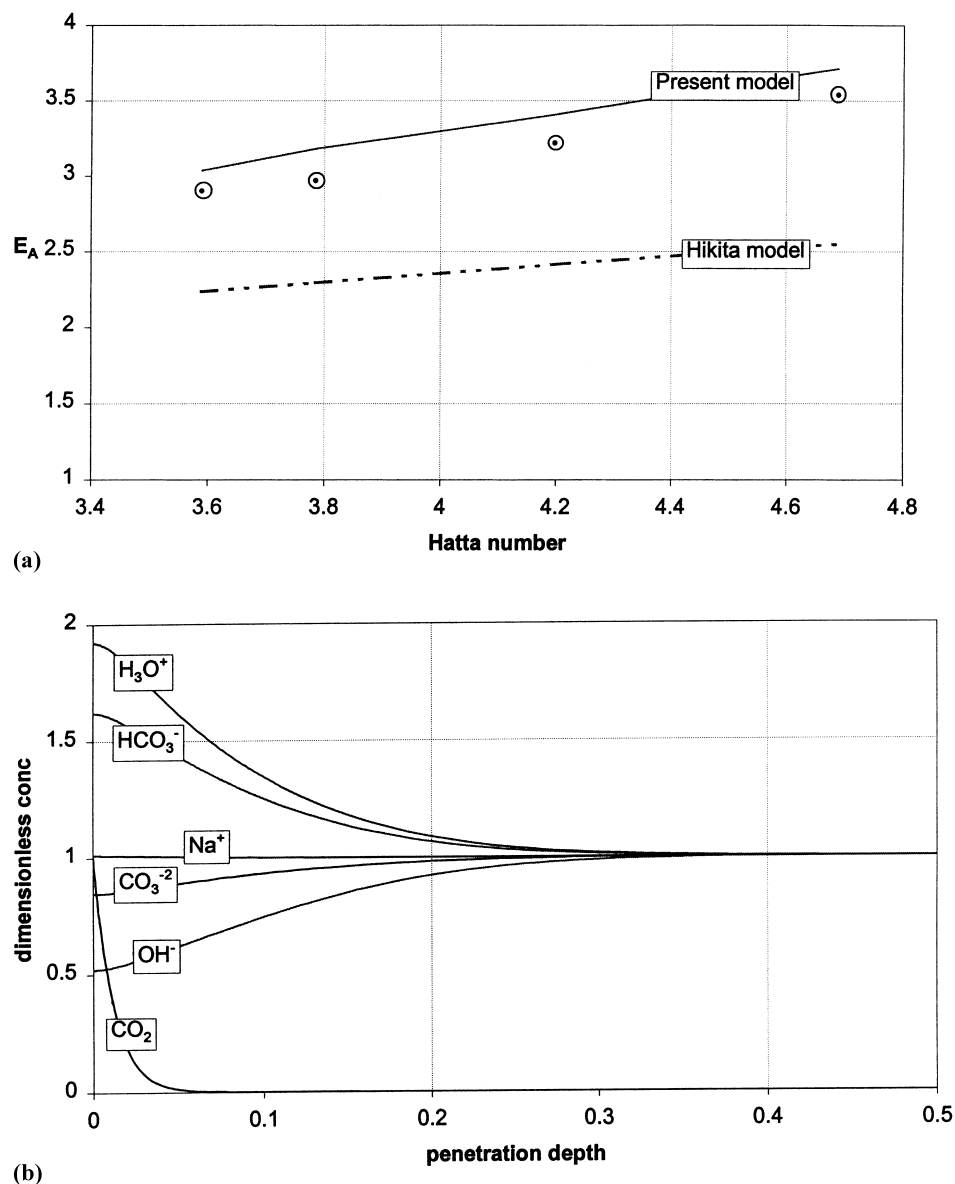 4
3.5
Present model
3
E_A 2.5
Hikita model
2
1.5
1
3.4 3.6 3.8 4 4.2 4.4 4.6 4.8
Hatta number
(a)
2
H₃O⁺
HCO₃⁻
1.5
dimensionless conc
Na⁺
1
CO₃⁻²
OH⁻
0.5
CO₂
0
0 0.1 0.2 0.3 0.4 0.5
penetration depth
(b)